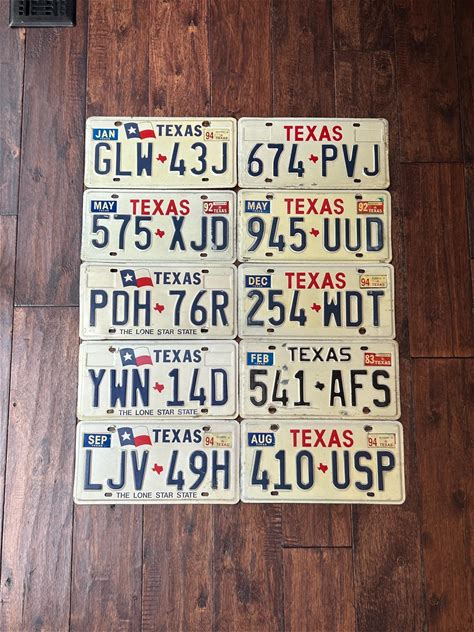 JAN TEXAS 94
GLW 43J
TEXAS
674 PVJ
MAY TEXAS 92
575 XJD
MAY TEXAS 92
945 UUD
TEXAS
PDH 76R
THE LONE STAR STATE
DEC TEXAS 94
254 WDT
TEXAS
YWN 14D
THE LONE STAR STATE
FEB TEXAS 83
541 AFS
SEP TEXAS 94
LJV 49H
THE LONE STAR STATE
AUG TEXAS 94
410 USP